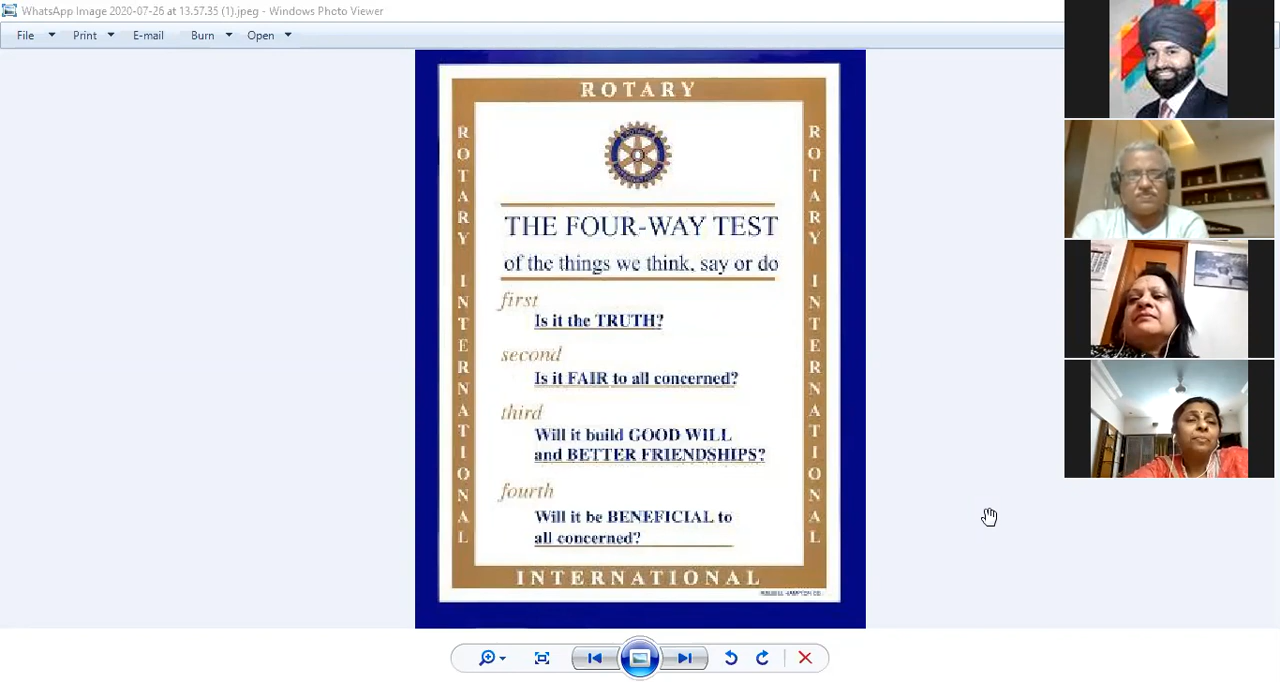 WhatsApp Image 2020-07-26 at 13.57.35 (1).jpeg - Windows Photo Viewer
File Print E-mail Burn Open
ROTARY
ROTARY INTERNATIONAL
ROTARY INTERNATIONAL
THE FOUR-WAY TEST
of the things we think, say or do
first
Is it the TRUTH?
second
Is it FAIR to all concerned?
third
Will it build GOOD WILL
and BETTER FRIENDSHIPS?
fourth
Will it be BENEFICIAL to
all concerned?
INTERNATIONAL